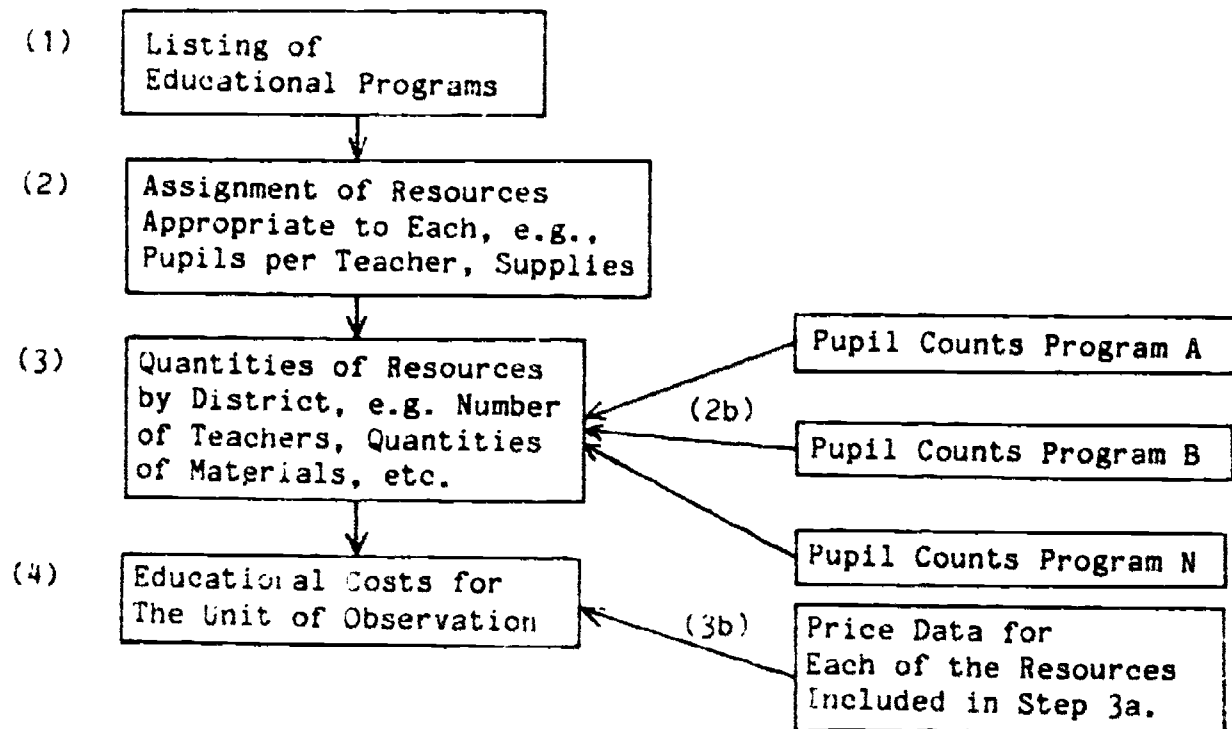 (1)
Listing of
Educational Programs
(2)
Assignment of Resources
Appropriate to Each, e.g.,
Pupils per Teacher, Supplies
(3)
Quantities of Resources
by District, e.g. Number
of Teachers, Quantities
of Materials, etc.
(2b)
Pupil Counts Program A
Pupil Counts Program B
Pupil Counts Program N
(4)
Educational Costs for
The Unit of Observation
(3b)
Price Data for
Each of the Resources
Included in Step 3a.